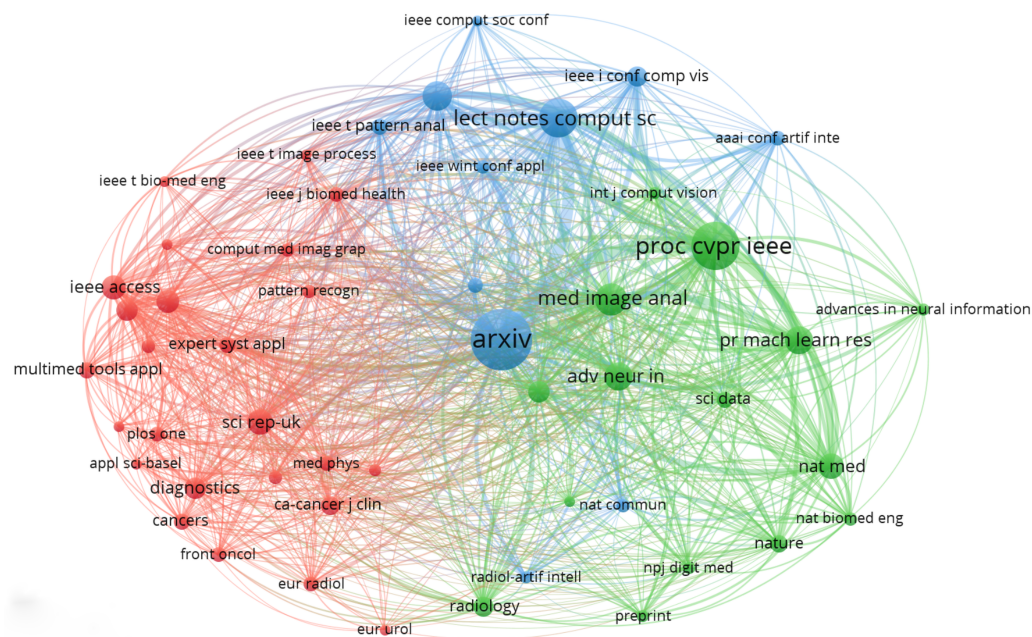 ieee comput soc conf
ieee i conf comp vis
lect notes comput sc
ieee t pattern anal
aaai conf artif inte
ieee t image process
ieee wint conf appl
ieee t bio-med eng
ieee j biomed health
int j comput vision
comput med imag grap
proc cvpr ieee
ieee access
pattern recogn
med image anal
advances in neural information
arxiv
pr mach learn res
expert syst appl
multimed tools appl
adv neur in
sci data
sci rep-uk
plos one
appl sci-basel
med phys
nat med
diagnostics
ca-cancer j clin
nat commun
cancers
nat biomed eng
nature
front oncol
npj digit med
radiol-artif intell
eur radiol
radiology
preprint
eur urol